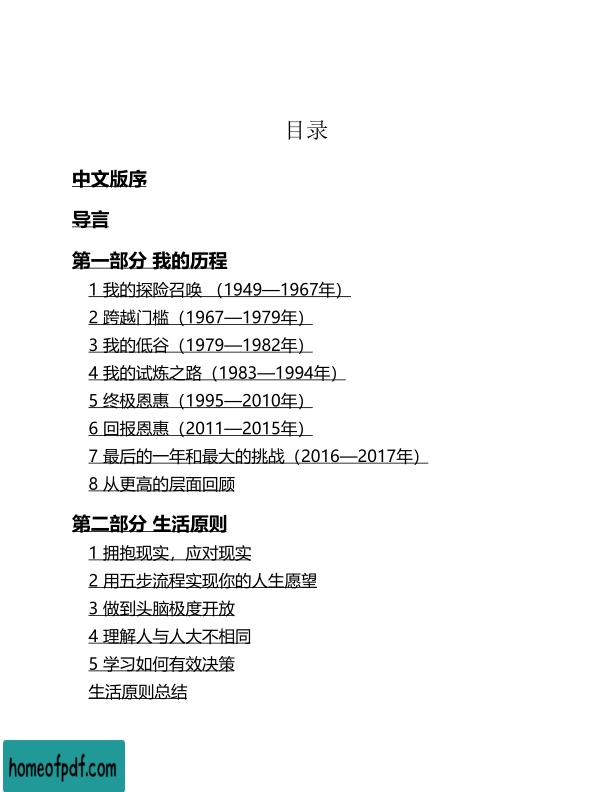 目录
中文版序
导言
第一部分 我的历程
1 我的探险召唤 （1949—1967年）
2 跨越门槛（1967—1979年）
3 我的低谷（1979—1982年）
4 我的试炼之路（1983—1994年）
5 终极恩惠（1995—2010年）
6 回报恩惠（2011—2015年）
7 最后的一年和最大的挑战（2016—2017年）
8 从更高的层面回顾
第二部分 生活原则
1 拥抱现实，应对现实
2 用五步流程实现你的人生愿望
3 做到头脑极度开放
4 理解人与人大不相同
5 学习如何有效决策
生活原则总结
homeofpdf.com